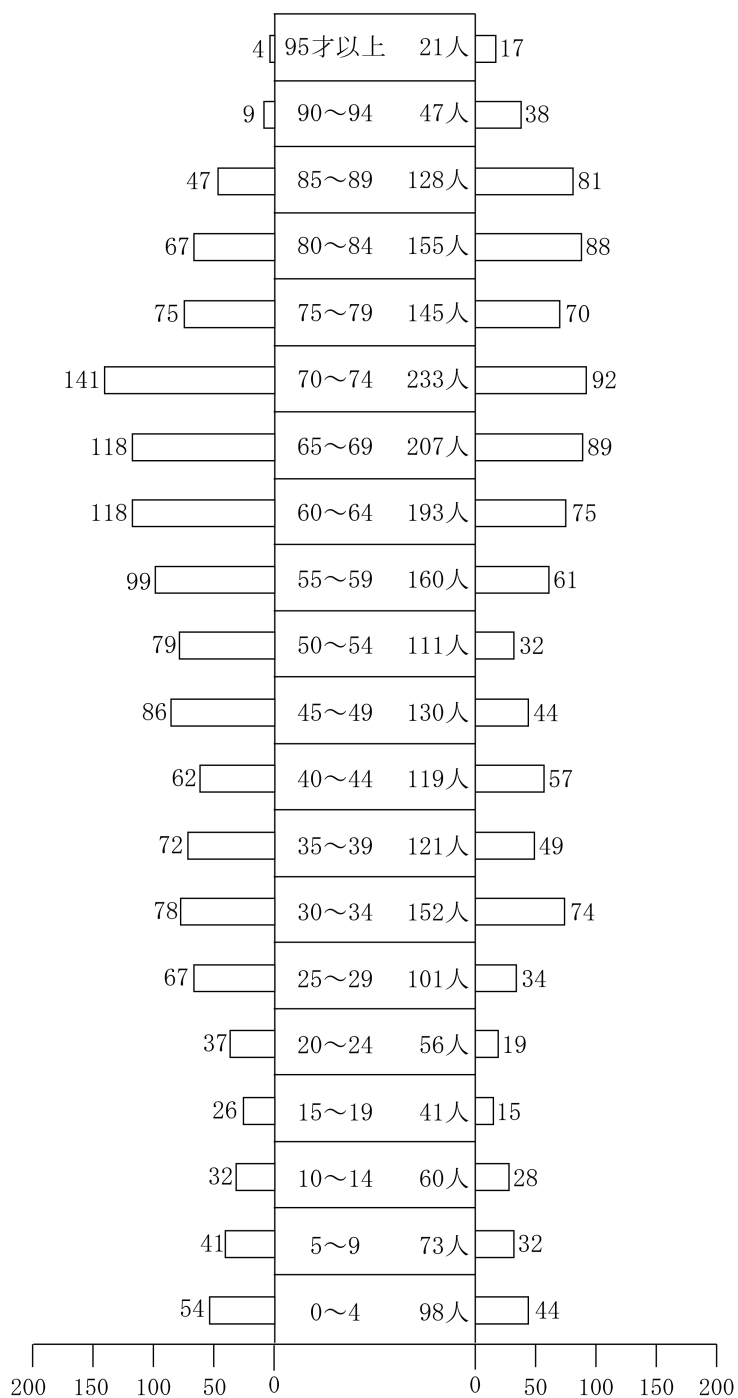 4 95才以上 21人 17
9 90～94 47人 38
47 85～89 128人 81
67 80～84 155人 88
75 75～79 145人 70
141 70～74 233人 92
118 65～69 207人 89
118 60～64 193人 75
99 55～59 160人 61
79 50～54 111人 32
86 45～49 130人 44
62 40～44 119人 57
72 35～39 121人 49
78 30～34 152人 74
67 25～29 101人 34
37 20～24 56人 19
26 15～19 41人 15
32 10～14 60人 28
41 5～9 73人 32
54 0～4 98人 44
200 150 100 50 0 0 50 100 150 200